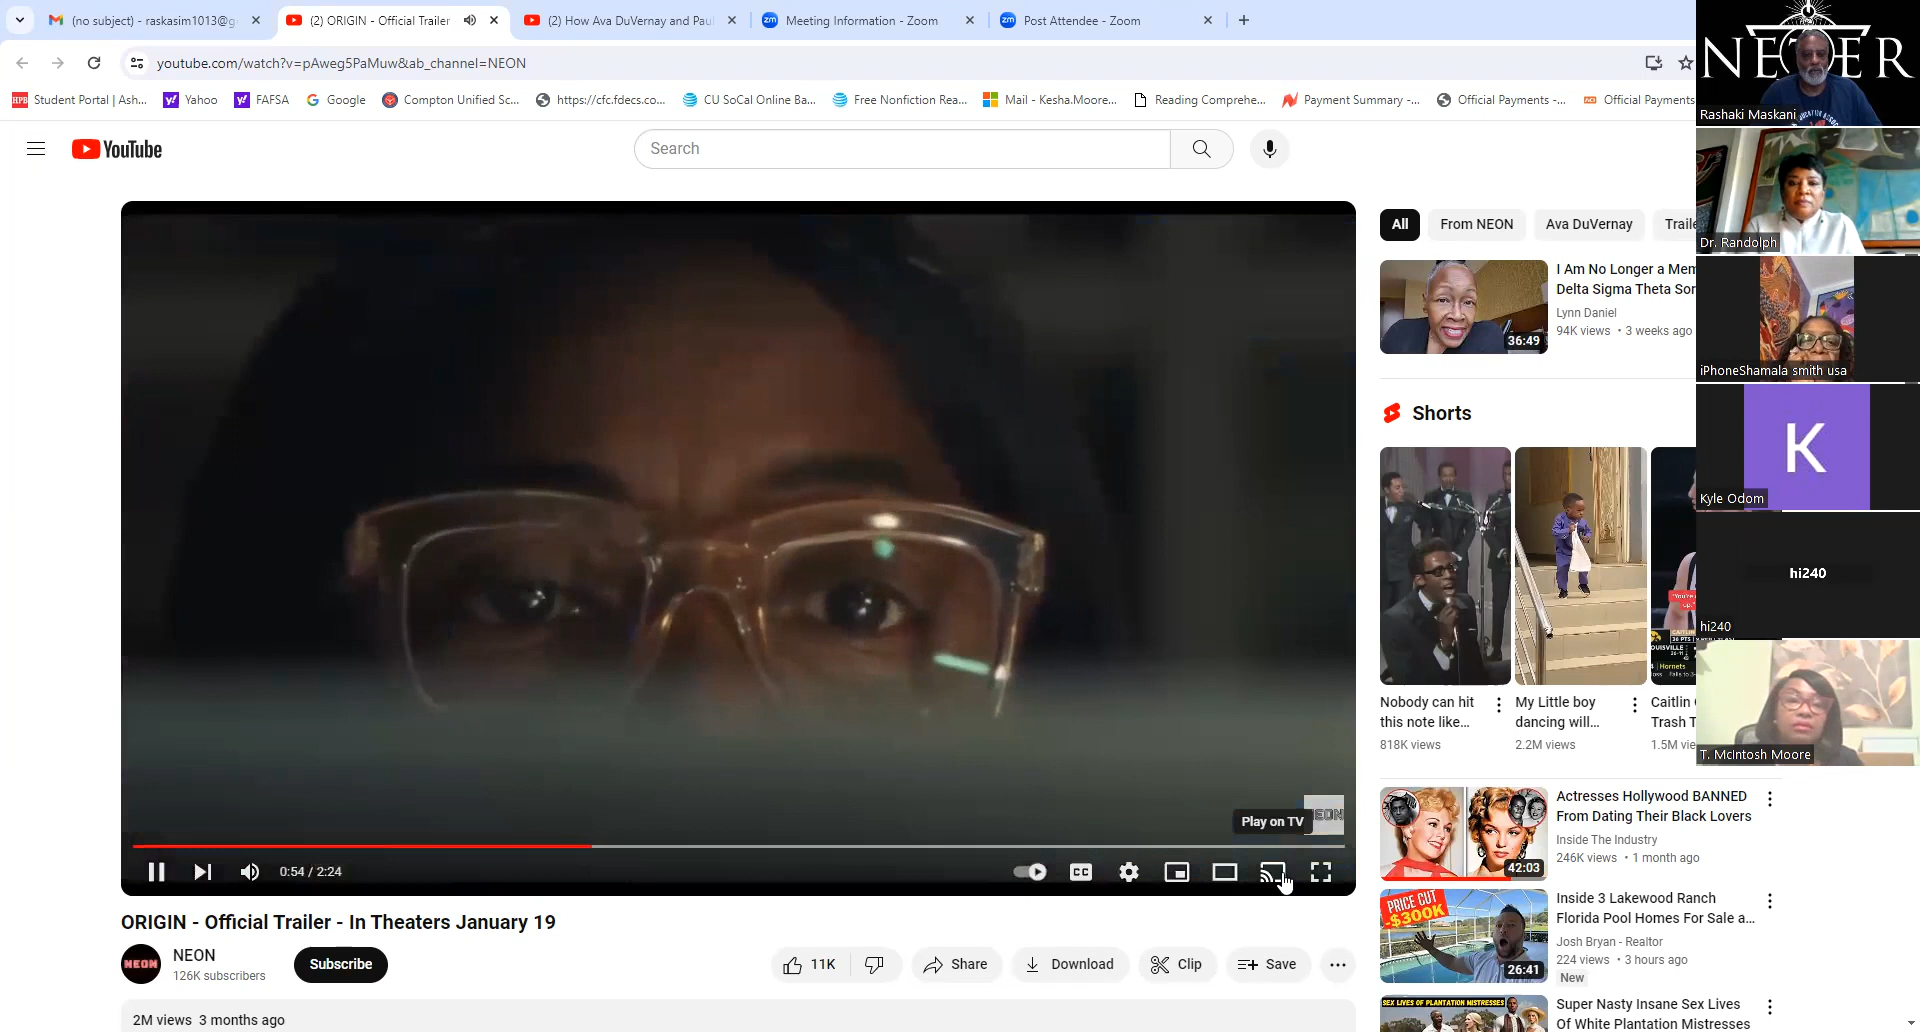 (no subject) - raskasim1013@g
(2) ORIGIN - Official Trailer
(2) How Ava DuVernay and Pau
Meeting Information - Zoom
Post Attendee - Zoom
youtube.com/watch?v=pAweg5PaMuw&ab_channel=NEON
Student Portal | Ash...
Yahoo
FAFSA
Google
Compton Unified Sc...
https://cfc.fdecs.co...
CU SoCal Online Ba...
Free Nonfiction Rea...
Mail - Kesha.Moore...
Reading Comprehe...
Payment Summary -...
Official Payments -...
Official Payments
YouTube
Search
All
From NEON
Ava DuVernay
Traile
I Am No Longer a Mem
Delta Sigma Theta Sor
Lynn Daniel
94K views • 3 weeks ago
36:49
Shorts
Nobody can hit
this note like...
818K views
My Little boy
dancing will...
2.2M views
Caitlin
Trash T
1.5M vie
Actresses Hollywood BANNED
From Dating Their Black Lovers
Inside The Industry
246K views • 1 month ago
42:03
PRICE CUT
-$300K
Inside 3 Lakewood Ranch
Florida Pool Homes For Sale a...
Josh Bryan - Realtor
224 views • 3 hours ago
New
26:41
SEX LIVES OF PLANTATION MISTRESSES
Super Nasty Insane Sex Lives
Of White Plantation Mistresses
Play on TV
0:54 / 2:24
CC
ORIGIN - Official Trailer - In Theaters January 19
NEON
NEON
126K subscribers
Subscribe
11K
Share
Download
Clip
Save
2M views 3 months ago
Rashaki Maskani
Dr. Randolph
iPhoneShamala smith usa
K
Kyle Odom
hi240
hi240
T. McIntosh Moore